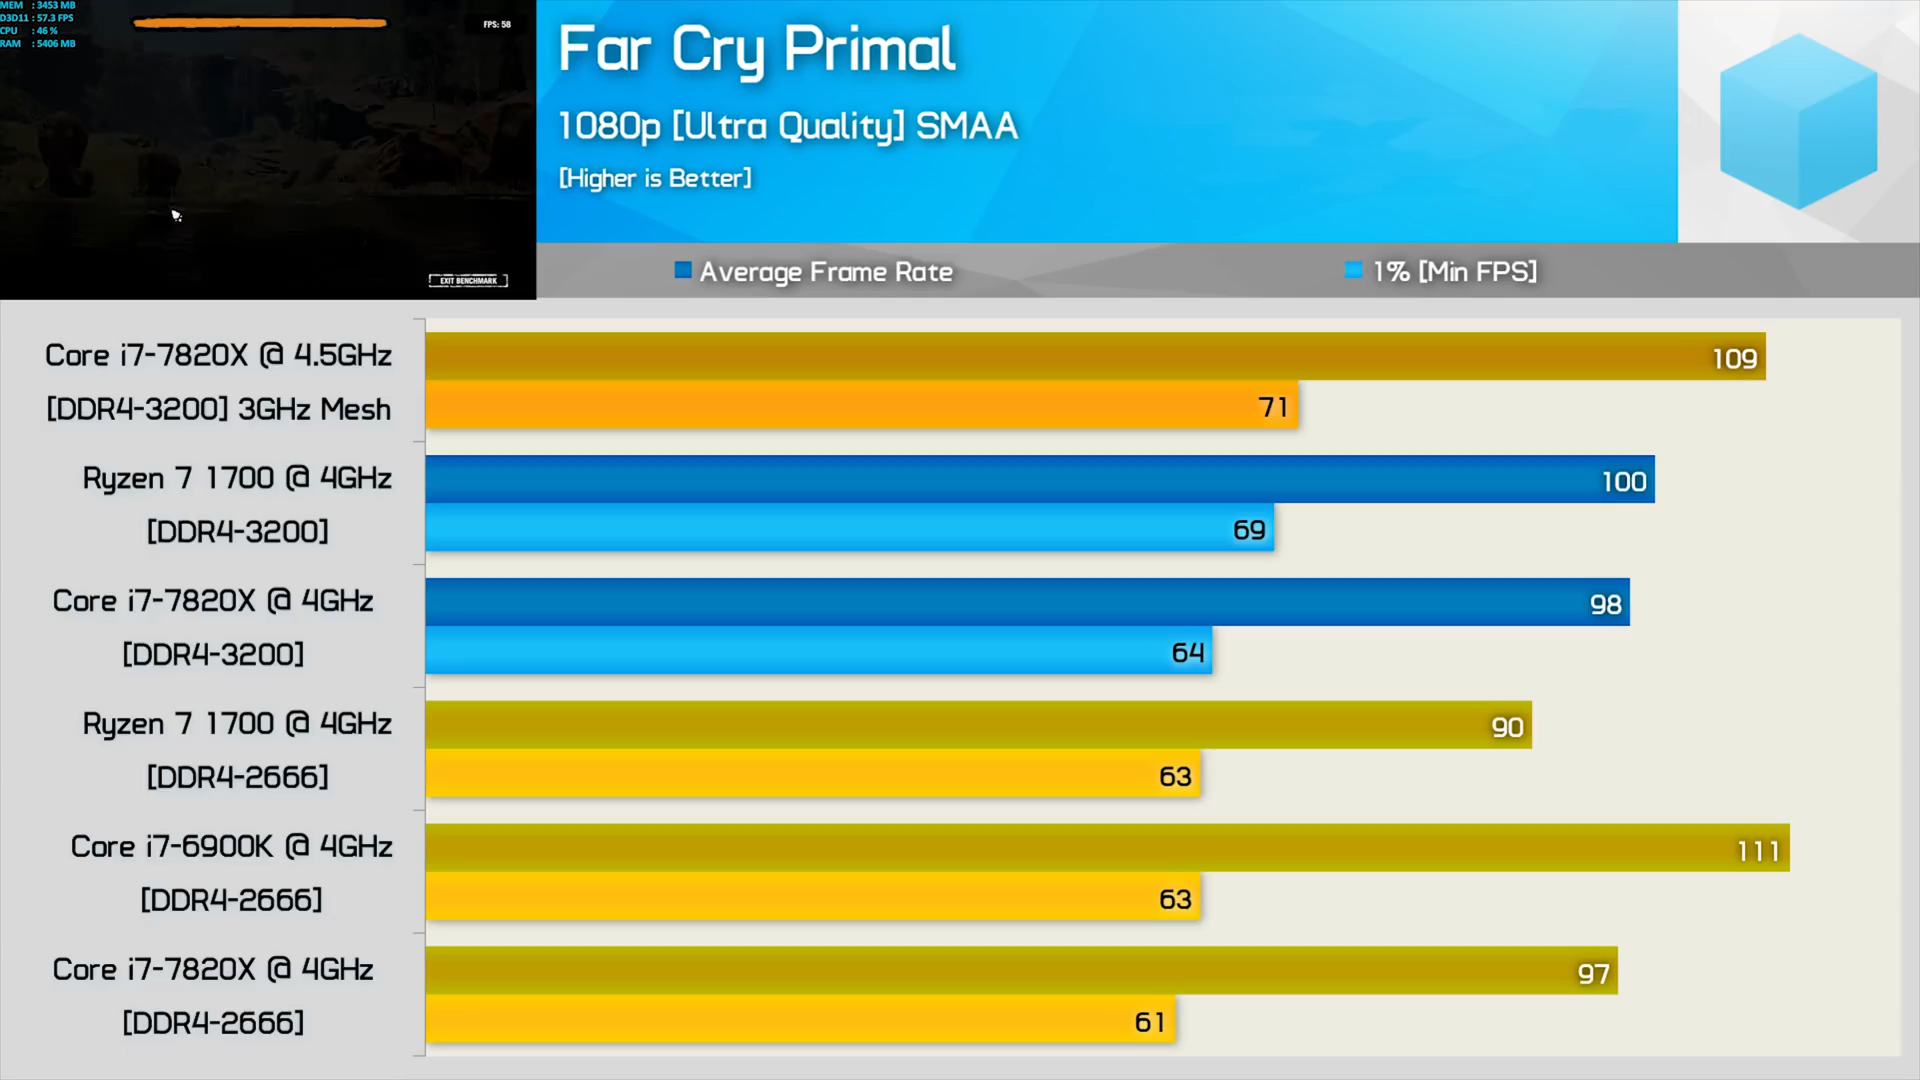 MEM : 3453 MB
D3D11 : 57.3 FPS
CPU : 46 %
RAM : 5406 MB
FPS: 58
EXIT BENCHMARK
Far Cry Primal
1080p [Ultra Quality] SMAA
[Higher is Better]
Average Frame Rate
1% [Min FPS]
Core i7-7820X @ 4.5GHz
[DDR4-3200] 3GHz Mesh
109
71
Ryzen 7 1700 @ 4GHz
[DDR4-3200]
100
69
Core i7-7820X @ 4GHz
[DDR4-3200]
98
64
Ryzen 7 1700 @ 4GHz
[DDR4-2666]
90
63
Core i7-6900K @ 4GHz
[DDR4-2666]
111
63
Core i7-7820X @ 4GHz
[DDR4-2666]
97
61